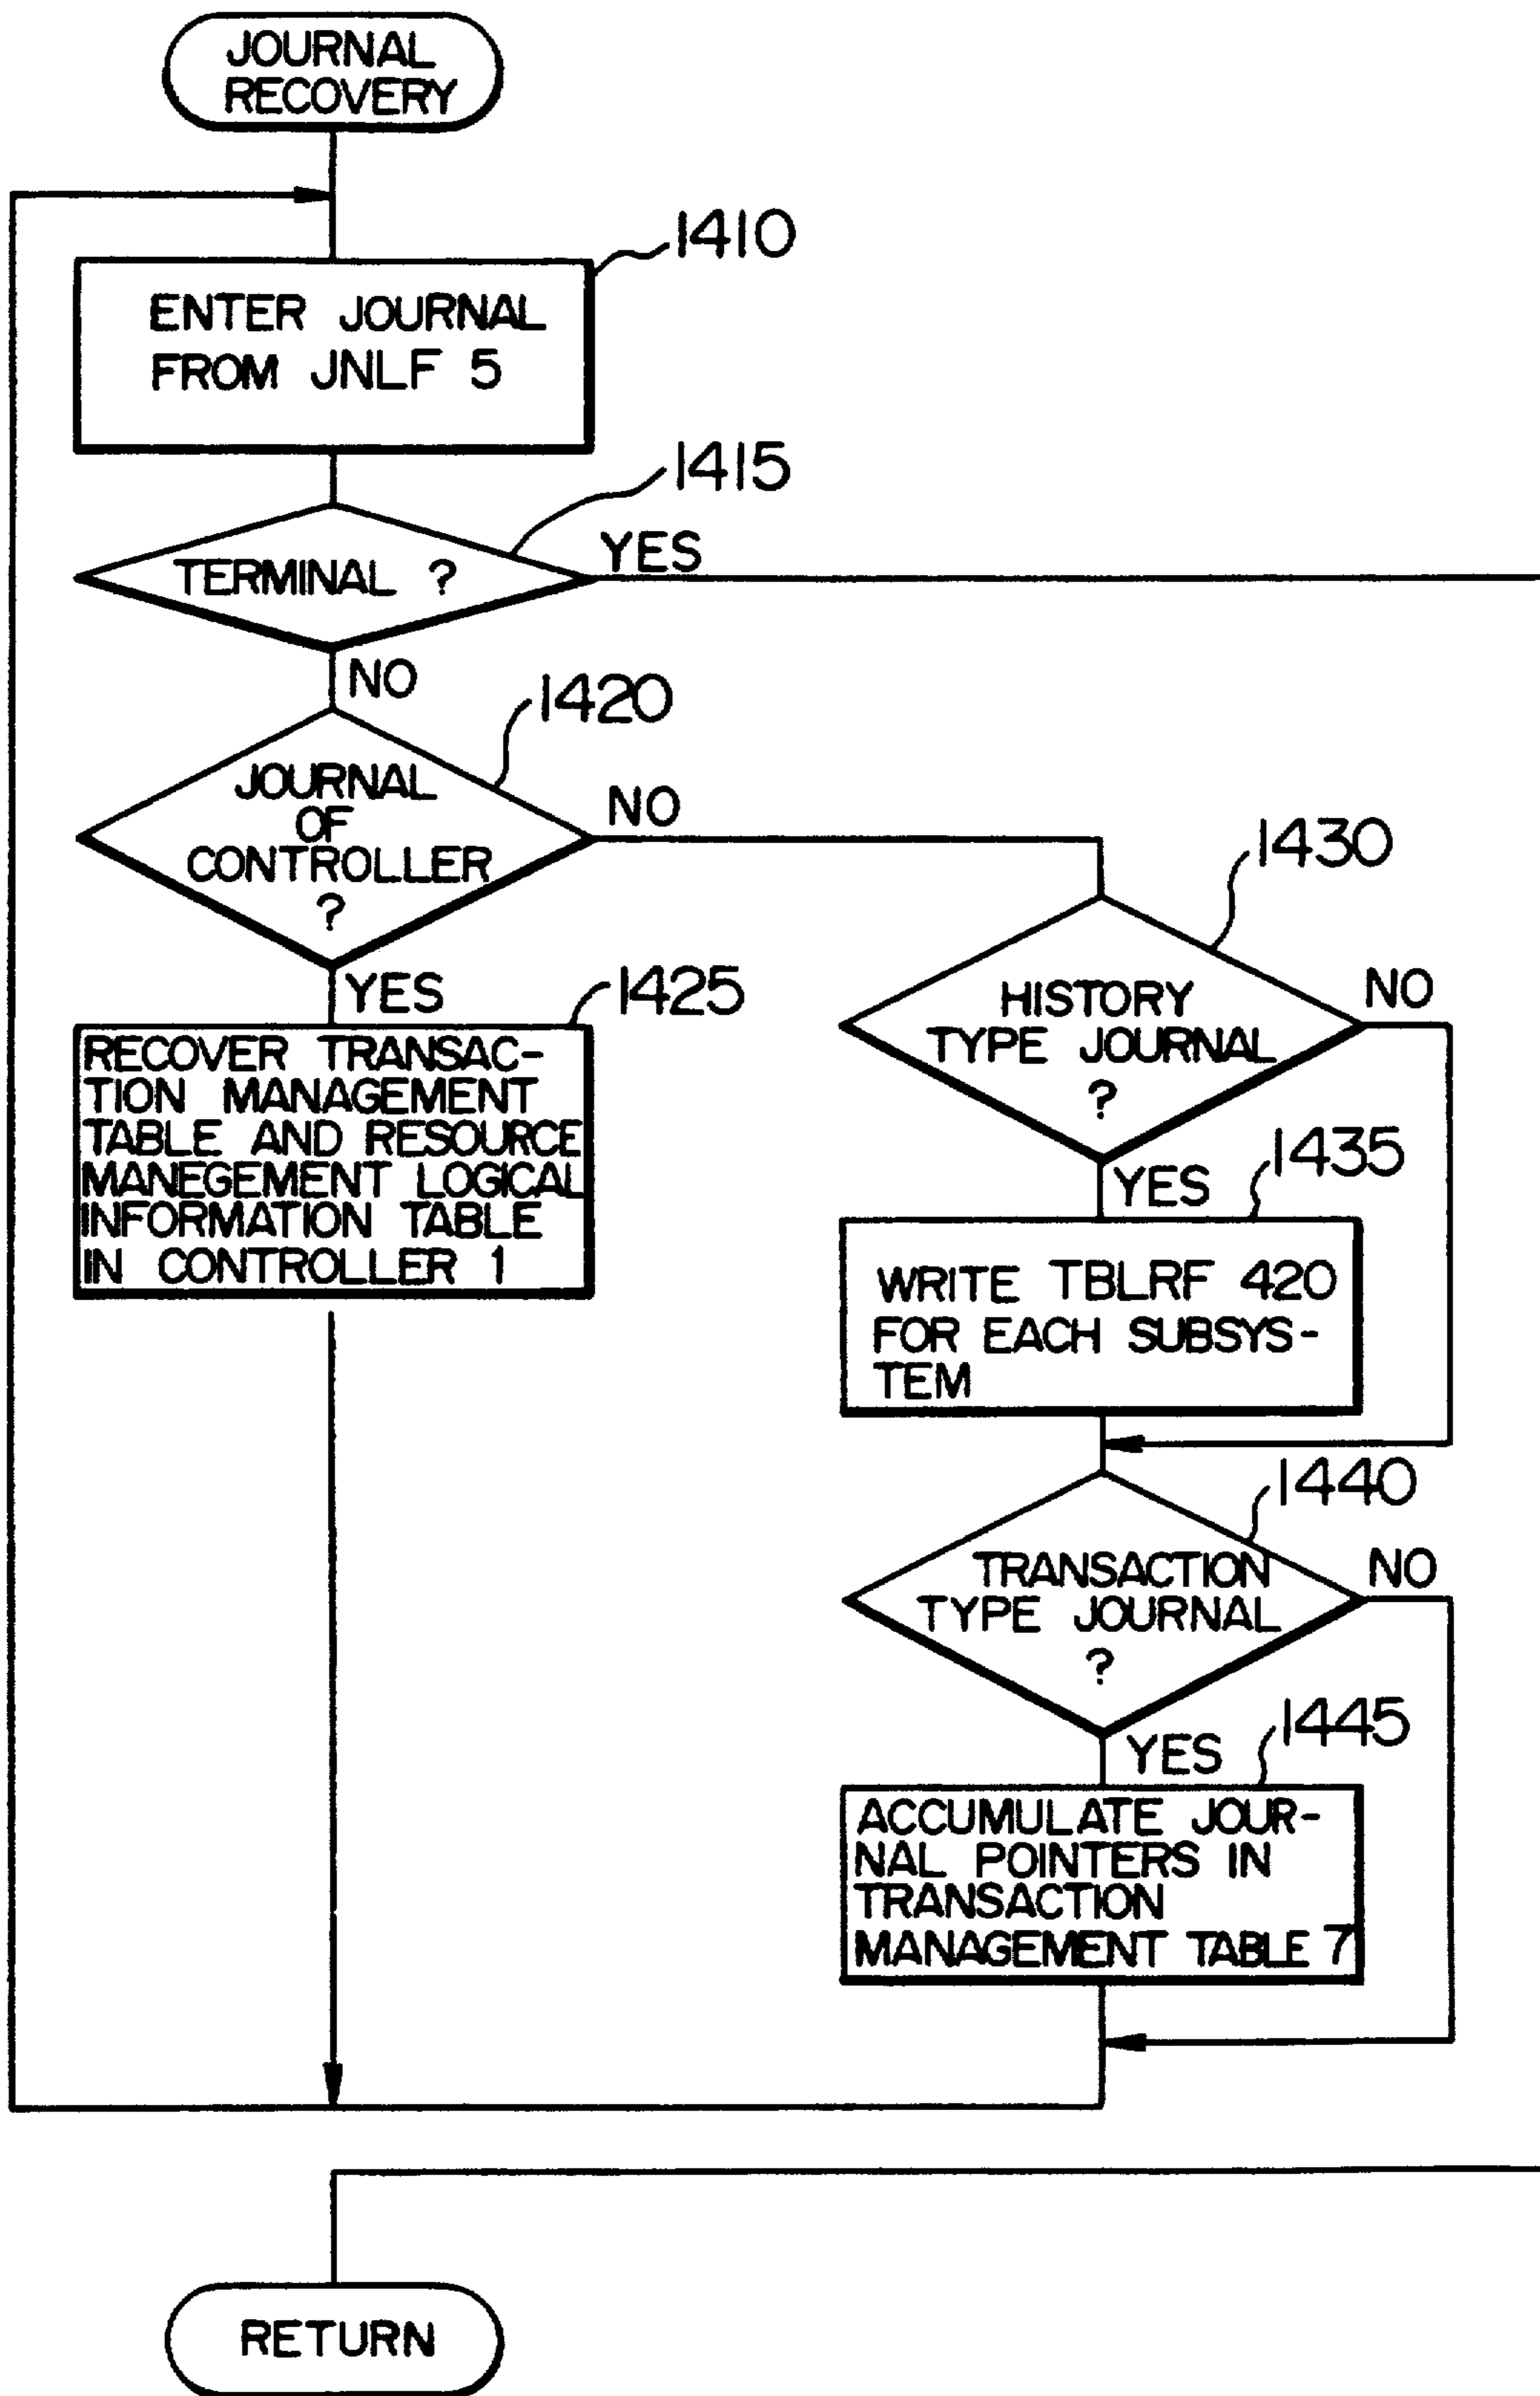 JOURNAL
RECOVERY
1410
ENTER JOURNAL
FROM JNLF 5
1415
TERMINAL ?
YES
NO
1420
JOURNAL
OF
CONTROLLER
?
NO
YES
1425
RECOVER TRANSAC-
TION MANAGEMENT
TABLE AND RESOURCE
MANEGEMENT LOGICAL
INFORMATION TABLE
IN CONTROLLER 1
1430
HISTORY
TYPE JOURNAL
?
NO
YES
1435
WRITE TBLRF 420
FOR EACH SUBSYS-
TEM
1440
TRANSACTION
TYPE JOURNAL
?
NO
YES
1445
ACCUMULATE JOUR-
NAL POINTERS IN
TRANSACTION
MANAGEMENT TABLE 7
RETURN